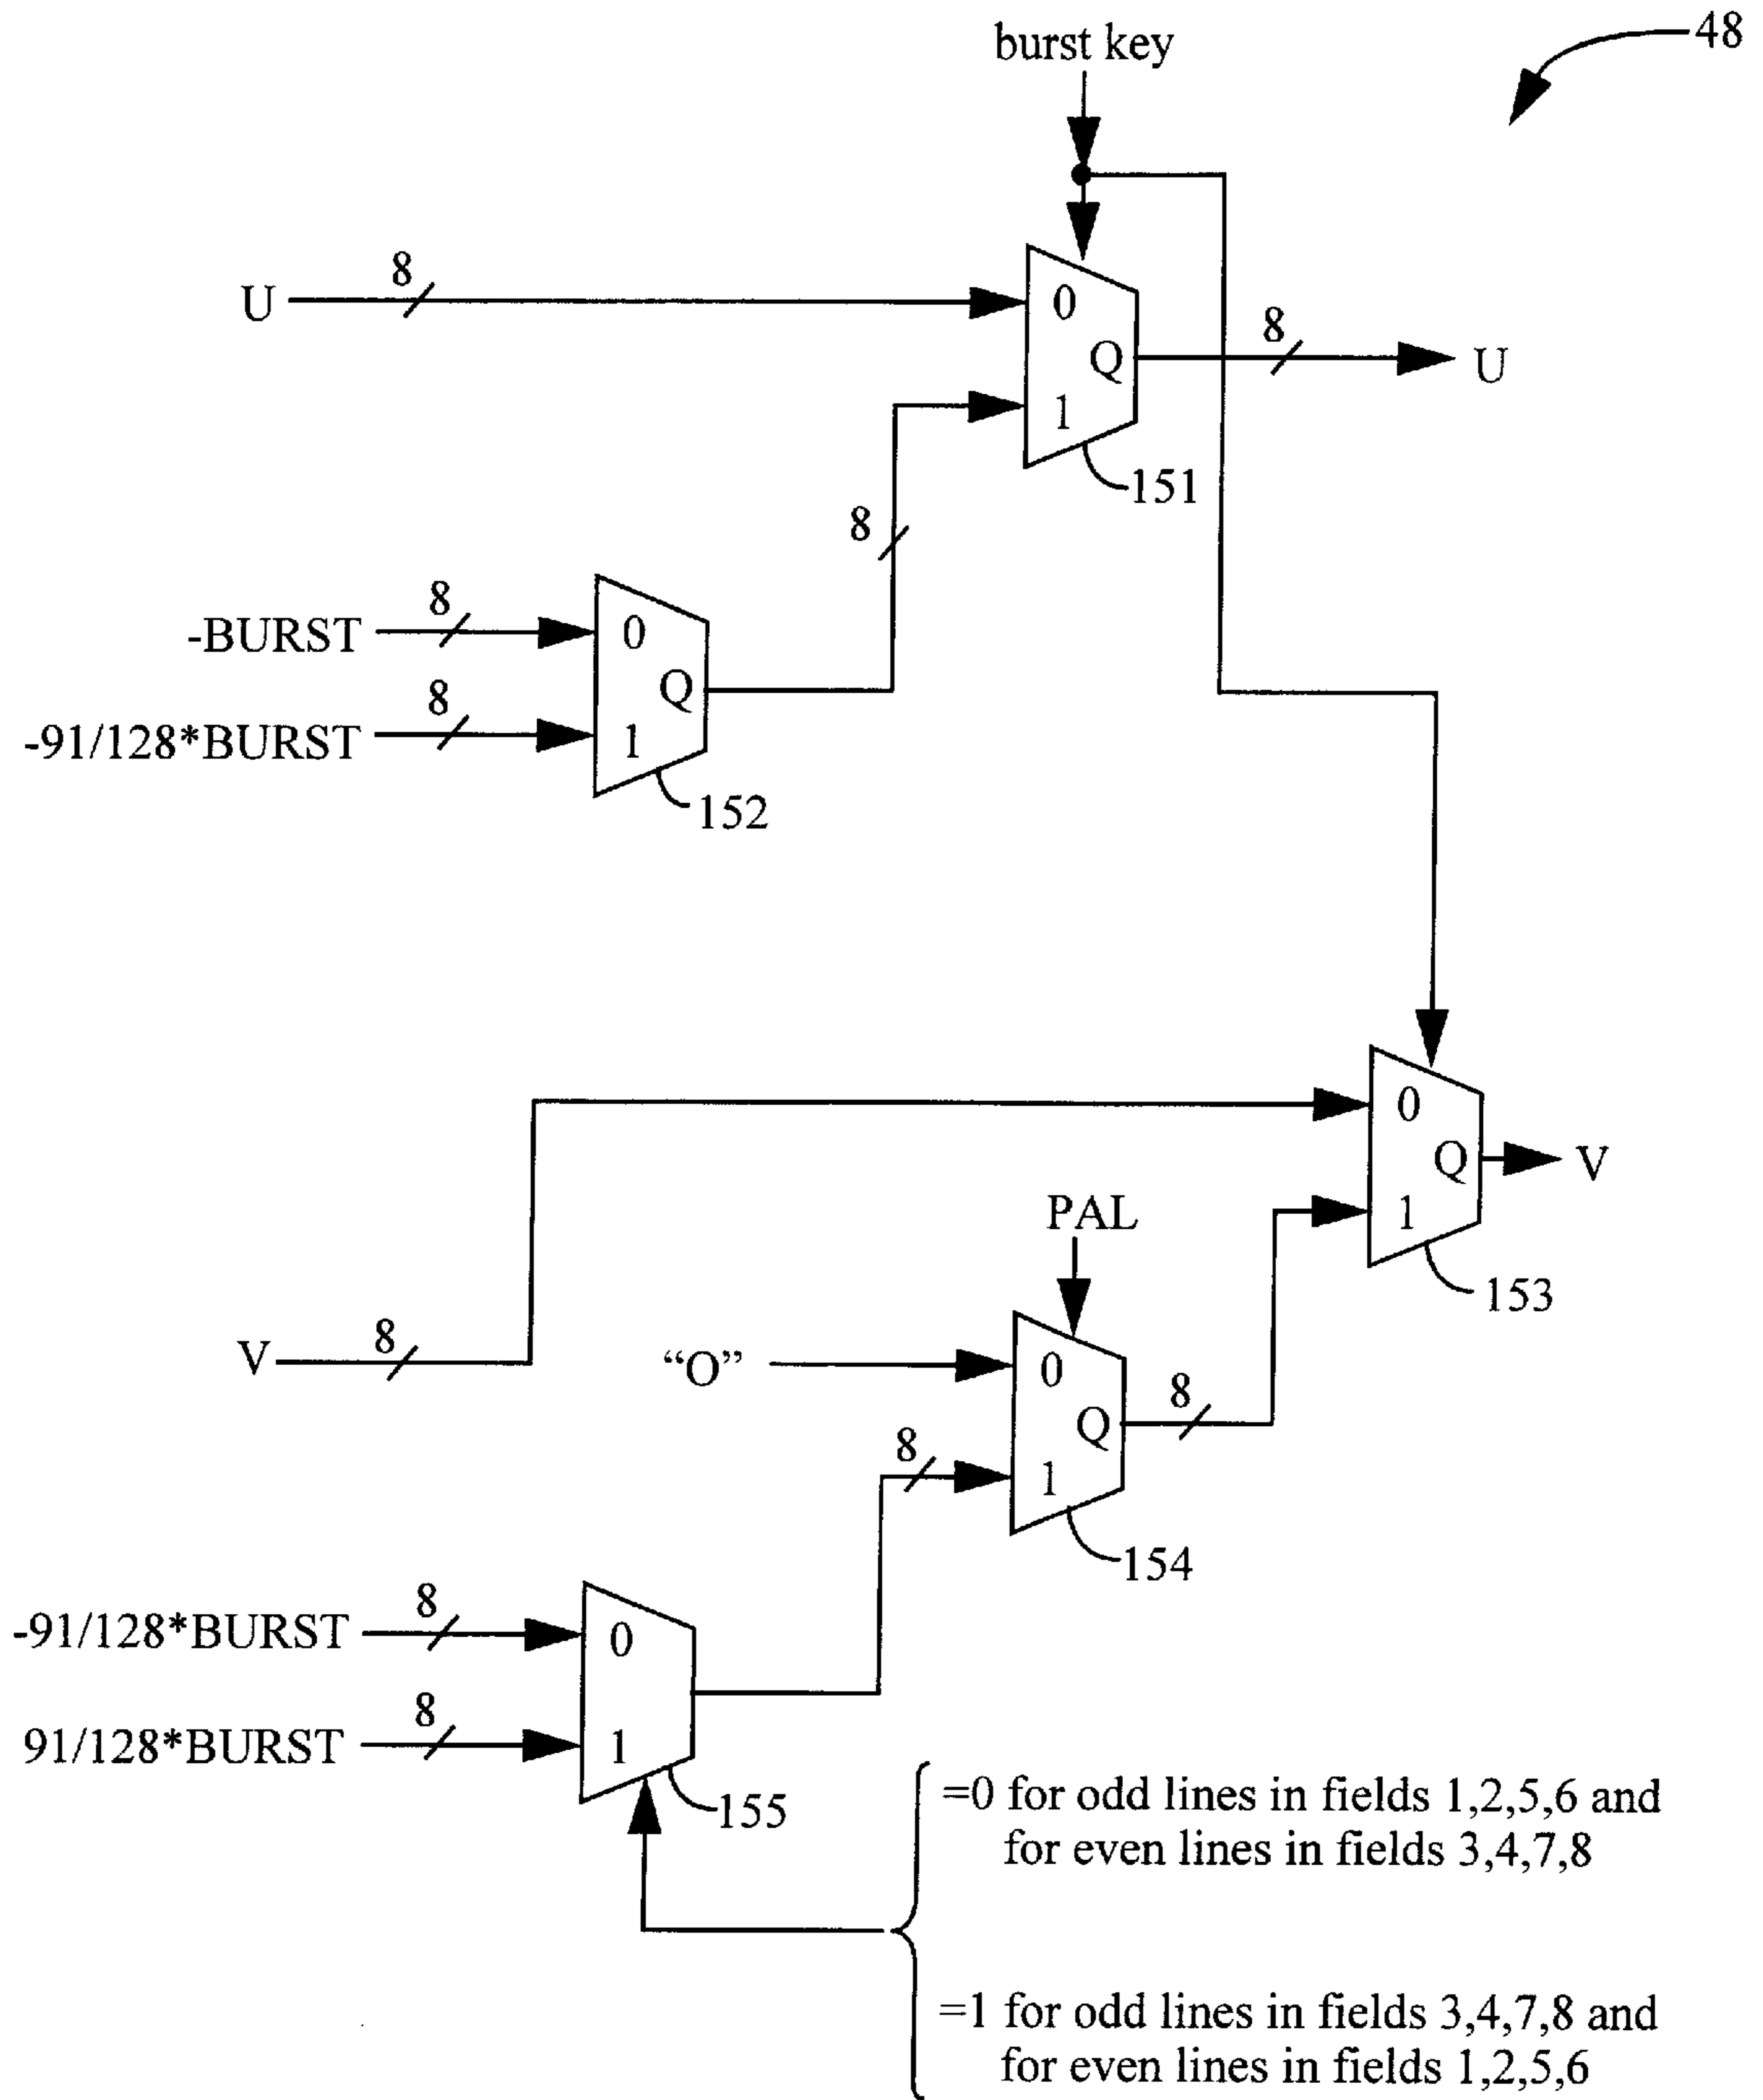 burst key
48
8
U
0
Q
8
U
1
151
8
-BURST
8
0
Q
-91/128*BURST
8
1
152
0
Q
V
PAL
1
153
V
8
“O”
0
8
Q
8
1
154
-91/128*BURST
8
0
91/128*BURST
8
1
155
=0 for odd lines in fields 1,2,5,6 and
for even lines in fields 3,4,7,8
=1 for odd lines in fields 3,4,7,8 and
for even lines in fields 1,2,5,6